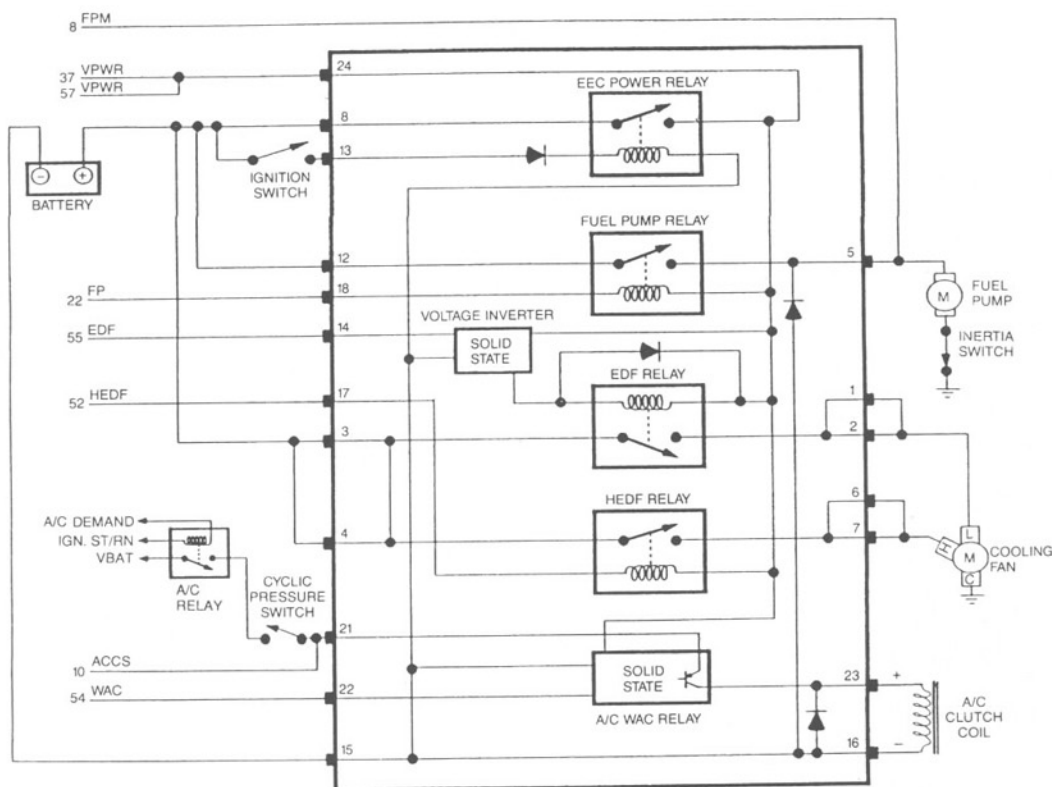 8 FPM
37 VPWR
57 VPWR
24
EEC POWER RELAY
8
13
IGNITION
SWITCH
- +
BATTERY
FUEL PUMP RELAY
12
5
18
22 FP
M
FUEL
PUMP
14
55 EDF
VOLTAGE INVERTER
SOLID
STATE
INERTIA
SWITCH
EDF RELAY
17
52 HEDF
1
3
2
HEDF RELAY
6
4
7
A/C DEMAND
IGN. ST/RN
VBAT
A/C
RELAY
L
H
M
C
COOLING
FAN
CYCLIC
PRESSURE
SWITCH
21
10 ACCS
54 WAC
22
SOLID
STATE
A/C WAC RELAY
23
+
A/C
CLUTCH
COIL
15
16
-